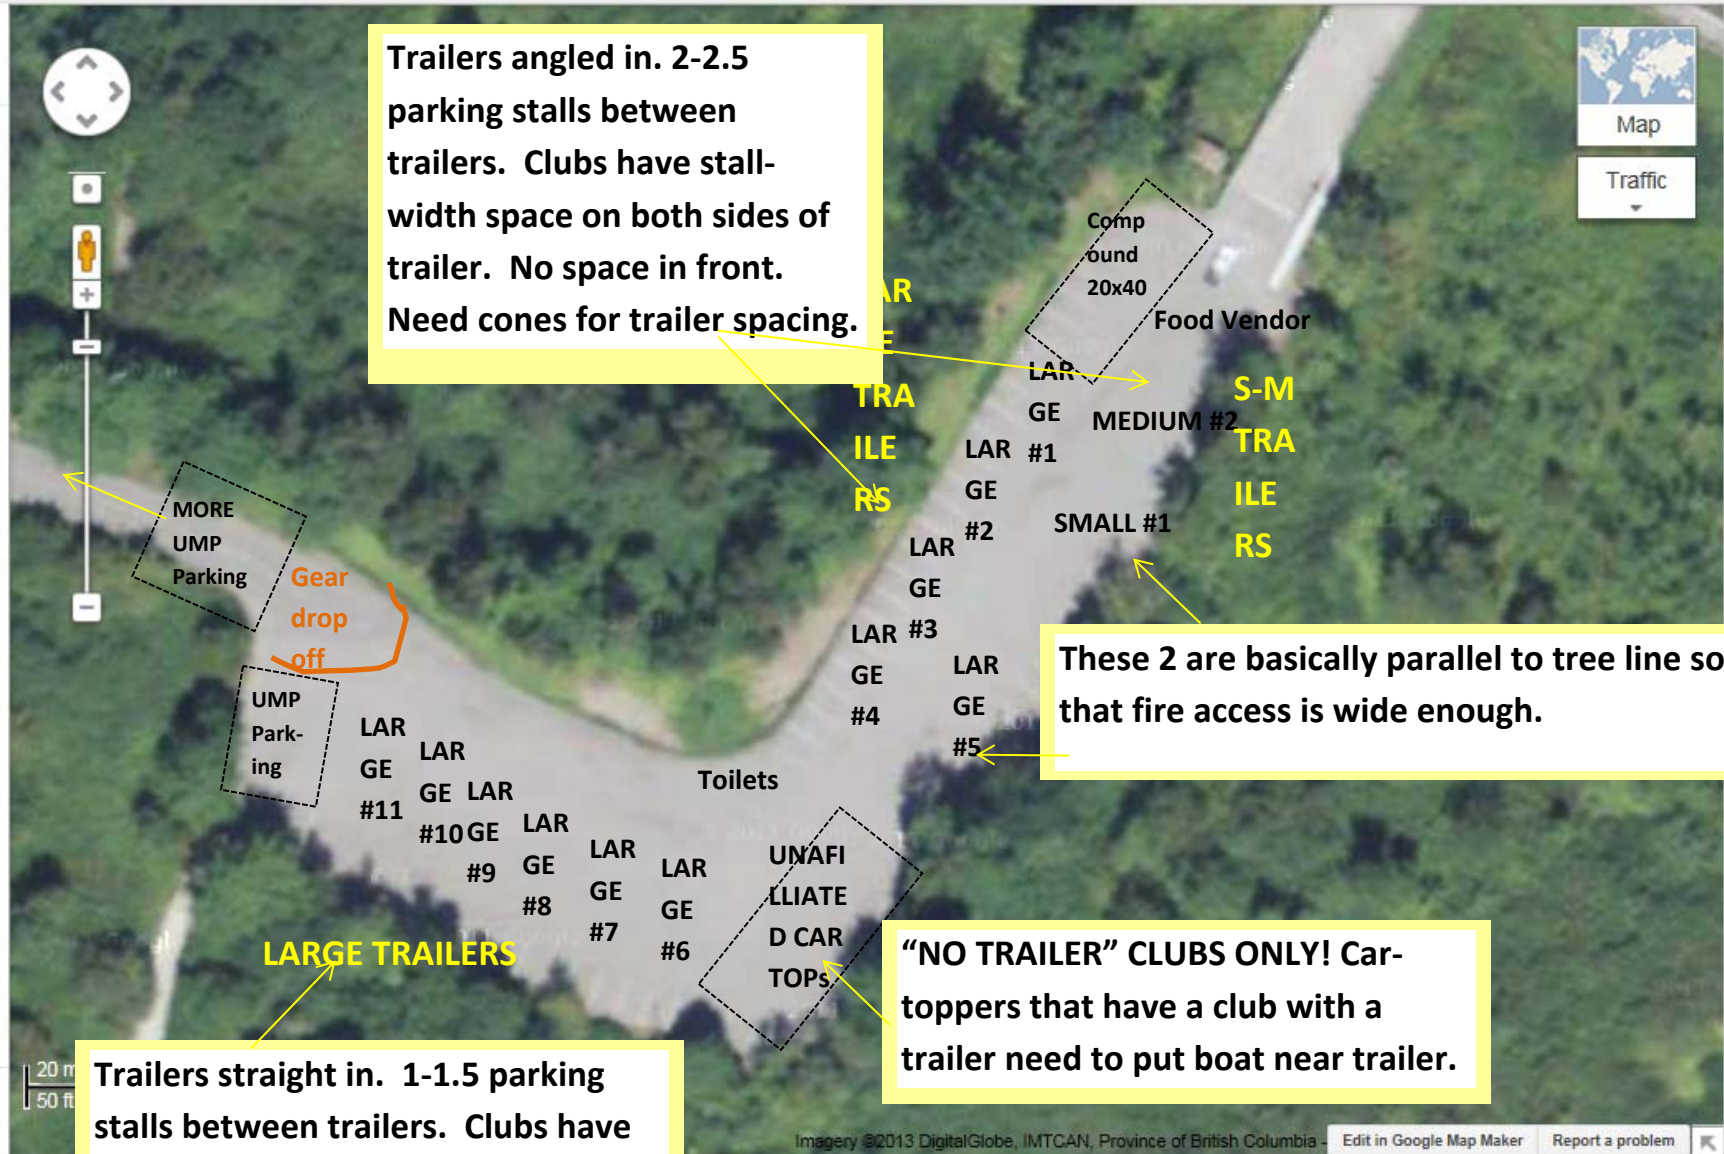 Trailers angled in. 2-2.5
parking stalls between
trailers. Clubs have stall-
width space on both sides of
trailer. No space in front.
Need cones for trailer spacing.
Map
Traffic
Comp
ound
20x40
Food Vendor
AR
E
TRA
ILE
RS
LAR
GE
#1
MEDIUM #2
S-M
TRA
ILE
RS
LAR
GE
#2
SMALL #1
LAR
GE
#3
MORE
UMP
Parking
Gear
drop
off
LAR
GE
#4
LAR
GE
#5
These 2 are basically parallel to tree line so
that fire access is wide enough.
UMP
Park-
ing
LAR
GE
#11
LAR
GE
#10
LAR
GE
#9
LAR
GE
#8
LAR
GE
#7
LAR
GE
#6
Toilets
UNAFI
LLIATE
D CAR
TOPs
LARGE TRAILERS
“NO TRAILER” CLUBS ONLY! Car-
toppers that have a club with a
trailer need to put boat near trailer.
20 m
50 ft
Trailers straight in. 1-1.5 parking
stalls between trailers. Clubs have
Imagery ©2013 DigitalGlobe, IMTCAN, Province of British Columbia -
Edit in Google Map Maker
Report a problem